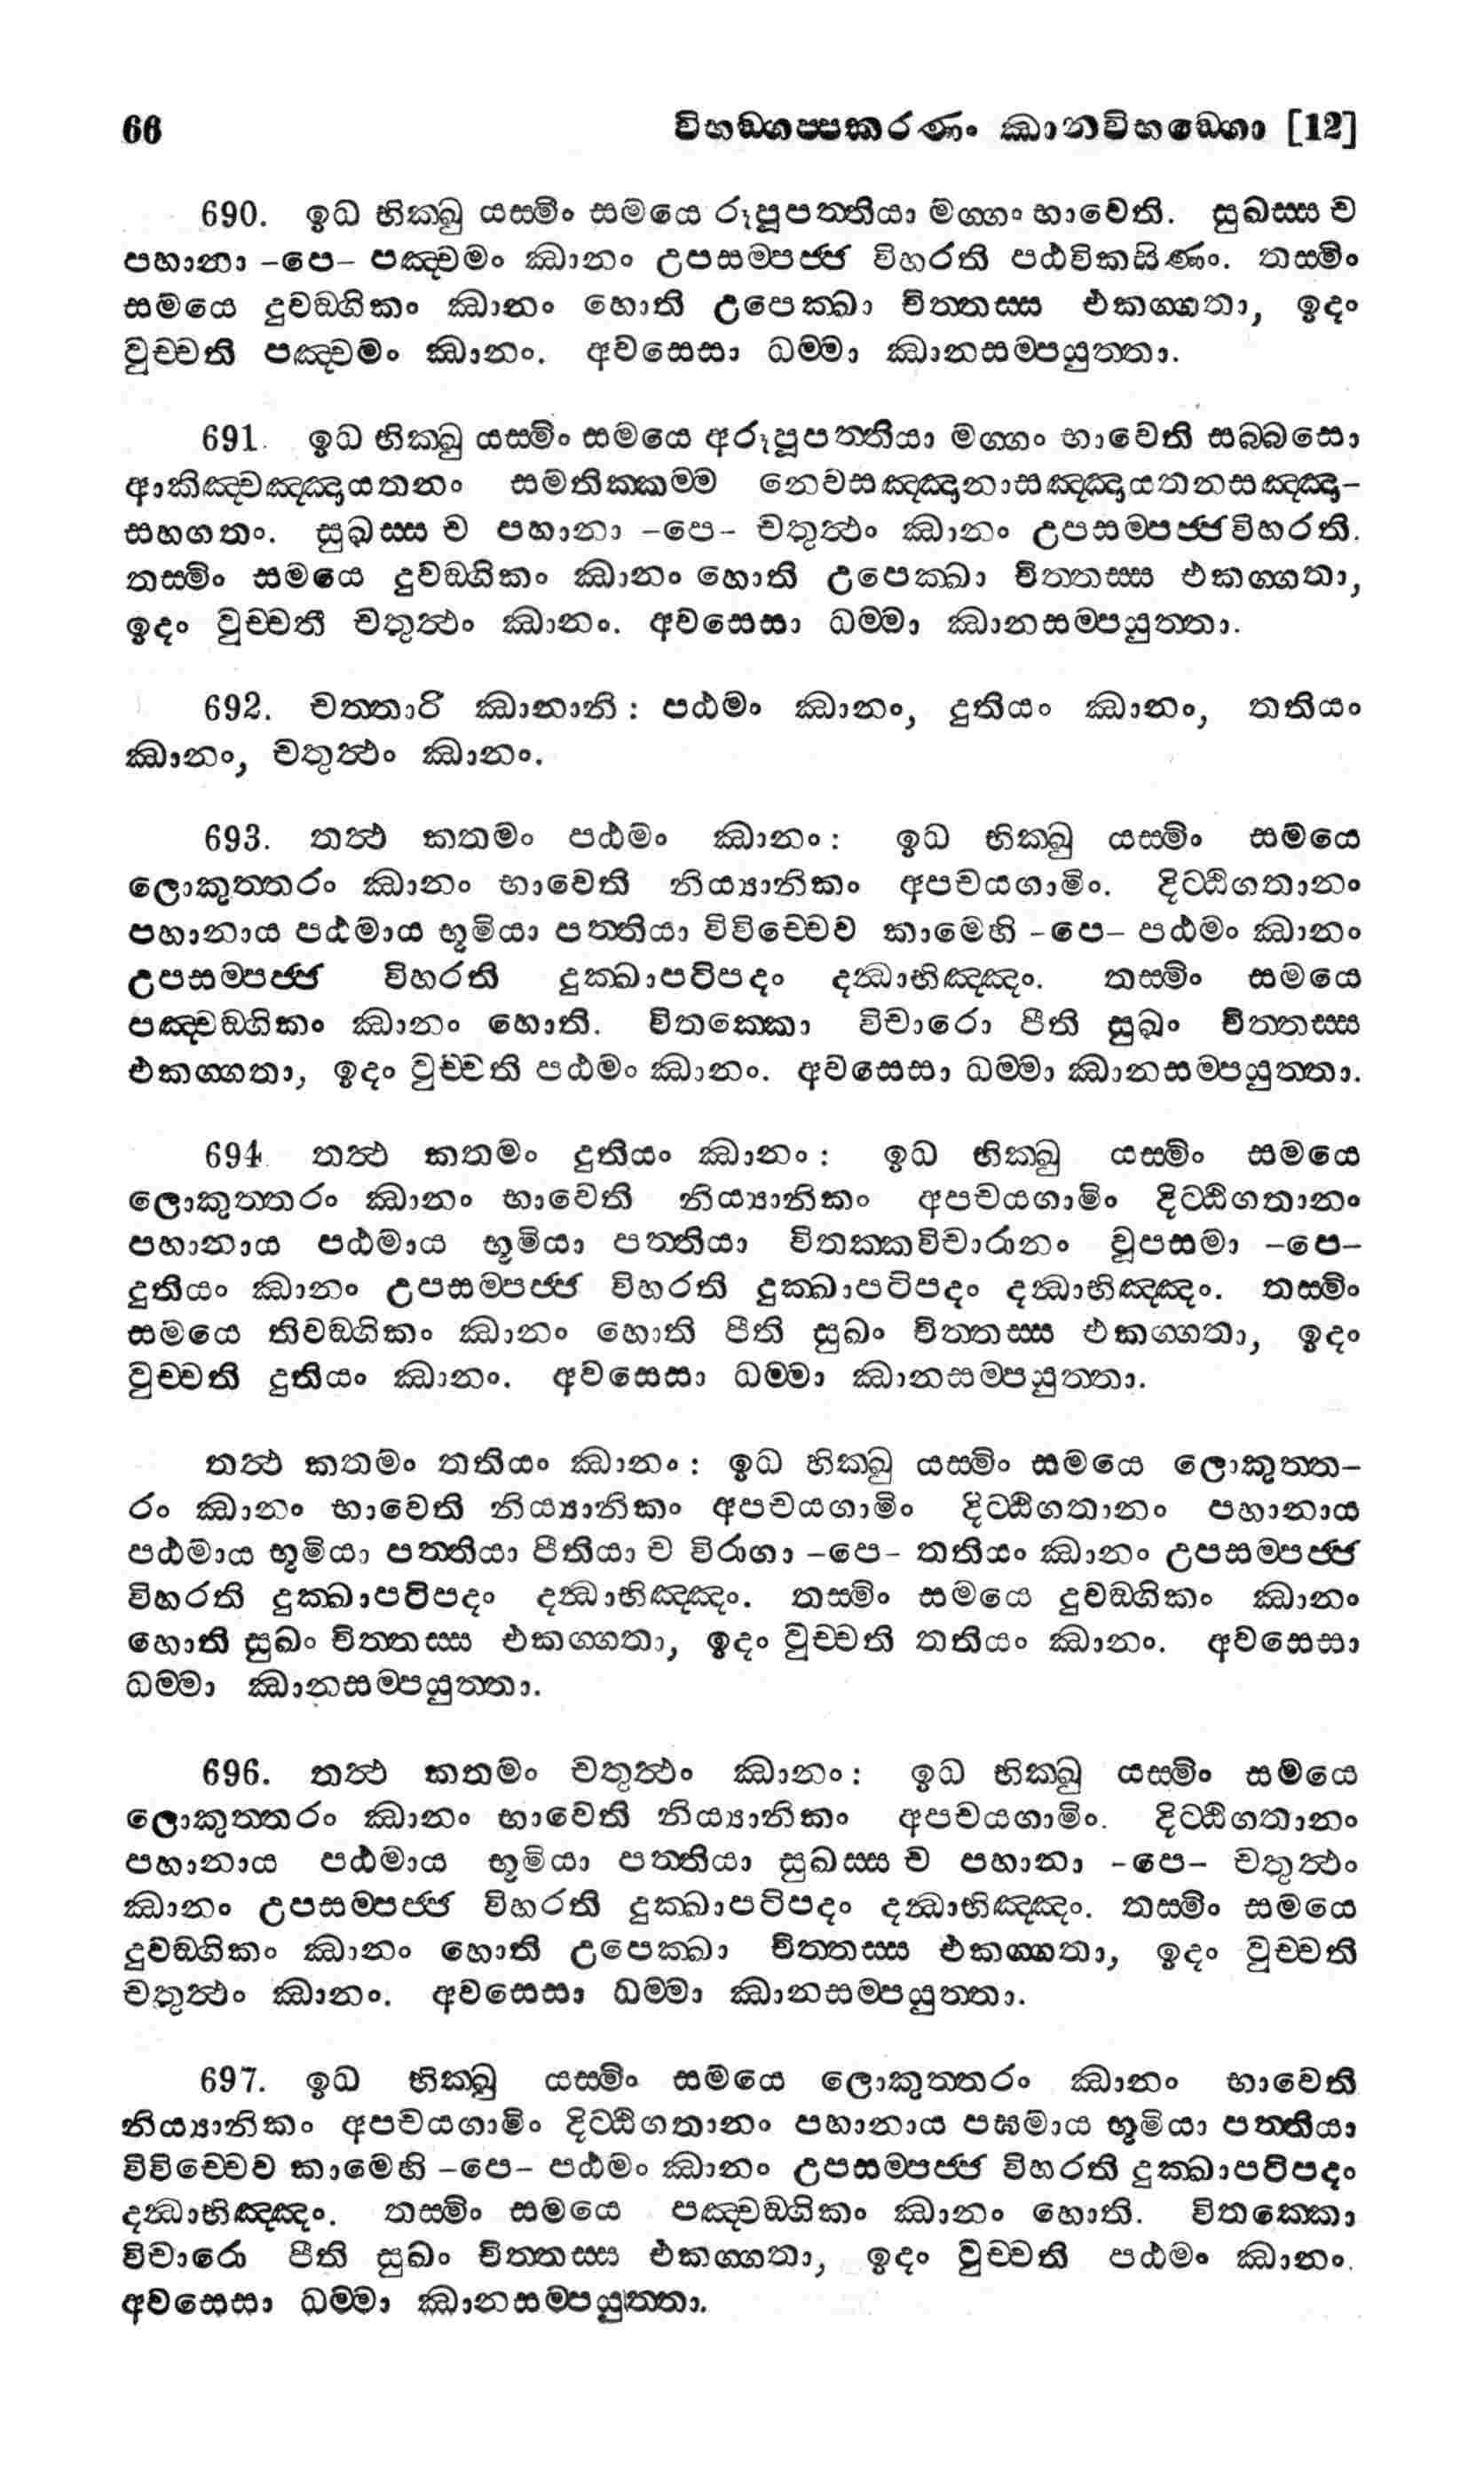 66 විභඞ්ගප්පකරණං ඣානවිභඞ්ගො [12]
690. ඉධ භික්ඛු යස්මිං සමයෙ රූපූපපත්තියා මග්ගං භාවෙති. සුඛස්ස ච
පහානා -පෙ- පඤ්චමං ඣානං උපසම්පජ්ජ විහරති පඨවිකසිණං. තස්මිං
සමයෙ දුවඞ්ගිකං ඣානං හොති උපෙක්ඛා චිත්තස්ස එකග්ගතා, ඉදං
වුච්චති පඤ්චමං ඣානං. අවසෙසා ධම්මා ඣානසම්පයුත්තා.
691. ඉධ භික්ඛු යස්මිං සමයෙ අරූපූපපත්තියා මග්ගං භාවෙති සබ්බසො
ආකිඤ්චඤ්ඤායතනං සමතික්කම්ම නෙවසඤ්ඤානාසඤ්ඤායතනසඤ්ඤා-
සහගතං. සුඛස්ස ච පහානා -පෙ- චතුත්ථං ඣානං උපසම්පජ්ජවිහරති.
තස්මිං සමයෙ දුවඞ්ගිකං ඣානං හොති උපෙක්ඛා චිත්තස්ස එකග්ගතා,
ඉදං වුච්චතී චතුත්ථං ඣානං. අවසෙසා ධම්මා ඣානසම්පයුත්තා.
692. චත්තාරි ඣානානි: පඨමං ඣානං, දුතියං ඣානං, තතියං
ඣානං, චතුත්ථං ඣානං.
693. තත්ථ කතමං පඨමං ඣානං: ඉධ භික්ඛු යස්මිං සමයෙ
ලොකුත්තරං ඣානං භාවෙති නිය්‍යානිකං අපචයගාමිං. දිට්ඨිගතානං
පහානාය පඨමාය භූමියා පත්තියා විවිච්චෙව කාමෙහි -පෙ- පඨමං ඣානං
උපසම්පජ්ජ විහරති දුක්ඛාපටිපදං දන්ධාභිඤ්ඤං. තස්මිං සමයෙ
පඤ්චඞ්ගිකං ඣානං හොති. විතක්කො විචාරො පීති සුඛං චිත්තස්ස
එකග්ගතා, ඉදං වුච්චති පඨමං ඣානං. අවසෙසා ධම්මා ඣානසම්පයුත්තා.
694. තත්ථ කතමං දුතියං ඣානං: ඉධ භික්ඛු යස්මිං සමයෙ
ලොකුත්තරං ඣානං භාවෙති නිය්‍යානිකං අපචයගාමිං දිට්ඨිගතානං
පහානාය පඨමාය භූමියා පත්තියා විතක්කවිචාරානං වූපසමා -පෙ-
දුතියං ඣානං උපසම්පජ්ජ විහරති දුක්ඛාපටිපදං දන්ධාභිඤ්ඤං. තස්මිං
සමයෙ තිවඞ්ගිකං ඣානං හොති පීති සුඛං චිත්තස්ස එකග්ගතා, ඉදං
වුච්චති දුතියං ඣානං. අවසෙසා ධම්මා ඣානසම්පයුත්තා.
තත්ථ කතමං තතියං ඣානං: ඉධ භික්ඛු යස්මිං සමයෙ ලොකුත්ත-
රං ඣානං භාවෙති නිය්‍යානිකං අපචයගාමිං දිට්ඨිගතානං පහානාය
පඨමාය භූමියා පත්තියා පීතියා ච විරාගා -පෙ- තතියං ඣානං උපසම්පජ්ජ
විහරති දුක්ඛාපටිපදං දන්ධාභිඤ්ඤං. තස්මිං සමයෙ දුවඞ්ගිකං ඣානං
හොති සුඛං චිත්තස්ස එකග්ගතා, ඉදං වුච්චති තතියං ඣානං. අවසෙසා
ධම්මා ඣානසම්පයුත්තා.
696. තත්ථ කතමං චතුත්ථං ඣානං: ඉධ භික්ඛු යස්මිං සමයෙ
ලොකුත්තරං ඣානං භාවෙති නිය්‍යානිකං අපචයගාමිං. දිට්ඨිගතානං
පහානාය පඨමාය භූමියා පත්තියා සුඛස්ස ච පහානා -පෙ- චතුත්ථං
ඣානං උපසම්පජ්ජ විහරති දුක්ඛාපටිපදං දන්ධාභිඤ්ඤං. තස්මිං සමයෙ
දුවඞ්ගිකං ඣානං හොති උපෙක්ඛා චිත්තස්ස එකග්ගතා, ඉදං වුච්චති
චතුත්ථං ඣානං. අවසෙසා ධම්මා ඣානසම්පයුත්තා.
697. ඉධ භික්ඛු යස්මිං සමයෙ ලොකුත්තරං ඣානං භාවෙති
නිය්‍යානිකං අපචයගාමිං දිට්ඨිගතානං පහානාය පඝමාය භූමියා පත්තියා
විවිච්චෙව කාමෙහි -පෙ- පඨමං ඣානං උපසම්පජ්ජ විහරති දුක්ඛාපටිපදං
දන්ධාභිඤ්ඤං. තස්මිං සමයෙ පඤ්චඞ්ගිකං ඣානං හොති. විතක්කො
විචාරො පීති සුඛං චිත්තස්ස එකග්ගතා, ඉදං වුච්චති පඨමං ඣානං.
අවසෙසා ධම්මා ඣානසම්පයුත්තා.